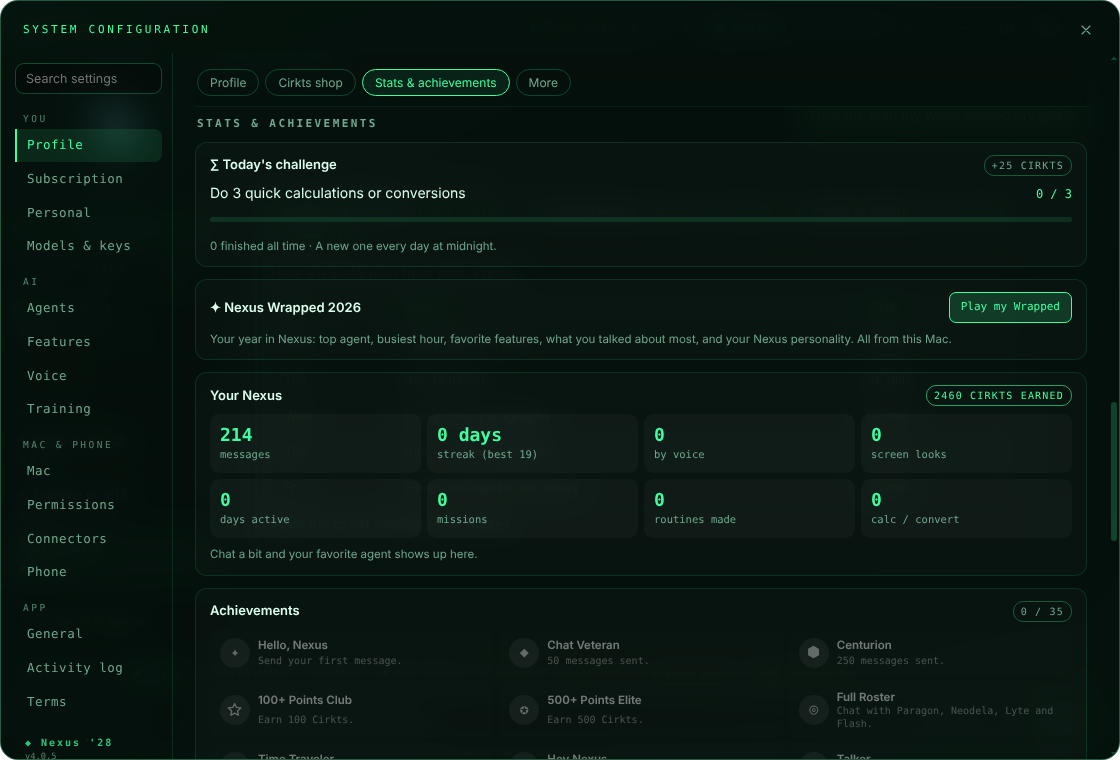 SYSTEM CONFIGURATION
Search settings
YOU
Profile
Subscription
Personal
Models & keys
AI
Agents
Features
Voice
Training
MAC & PHONE
Mac
Permissions
Connectors
Phone
APP
General
Activity log
Terms
◆ Nexus '28
v4.0.5
Profile
Cirkts shop
Stats & achievements
More
STATS & ACHIEVEMENTS
∑ Today's challenge
+25 CIRKTS
Do 3 quick calculations or conversions
0 / 3
0 finished all time · A new one every day at midnight.
✦ Nexus Wrapped 2026
Play my Wrapped
Your year in Nexus: top agent, busiest hour, favorite features, what you talked about most, and your Nexus personality. All from this Mac.
Your Nexus
2460 CIRKTS EARNED
214
messages
0 days
streak (best 19)
0
by voice
0
screen looks
0
days active
0
missions
0
routines made
0
calc / convert
Chat a bit and your favorite agent shows up here.
Achievements
0 / 35
Hello, Nexus
Send your first message.
Chat Veteran
50 messages sent.
Centurion
250 messages sent.
100+ Points Club
Earn 100 Cirkts.
500+ Points Elite
Earn 500 Cirkts.
Full Roster
Chat with Paragon, Neodela, Lyte and
Flash.
Time Traveler
Hey Nexus
Talker